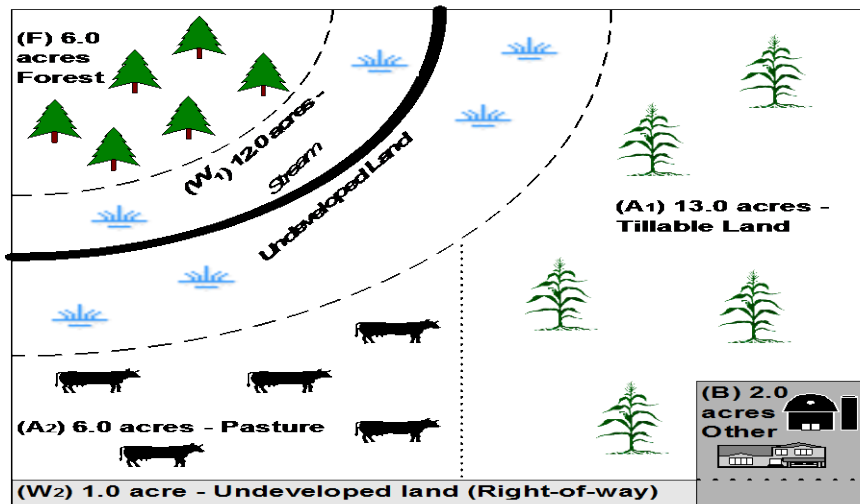 (F) 6.0
acres
Forest
(W1) 12.0 acres -
Stream
Undeveloped Land
(A1) 13.0 acres -
Tillable Land
(B) 2.0
acres
Other
(A2) 6.0 acres - Pasture
(W2) 1.0 acre - Undeveloped land (Right-of-way)